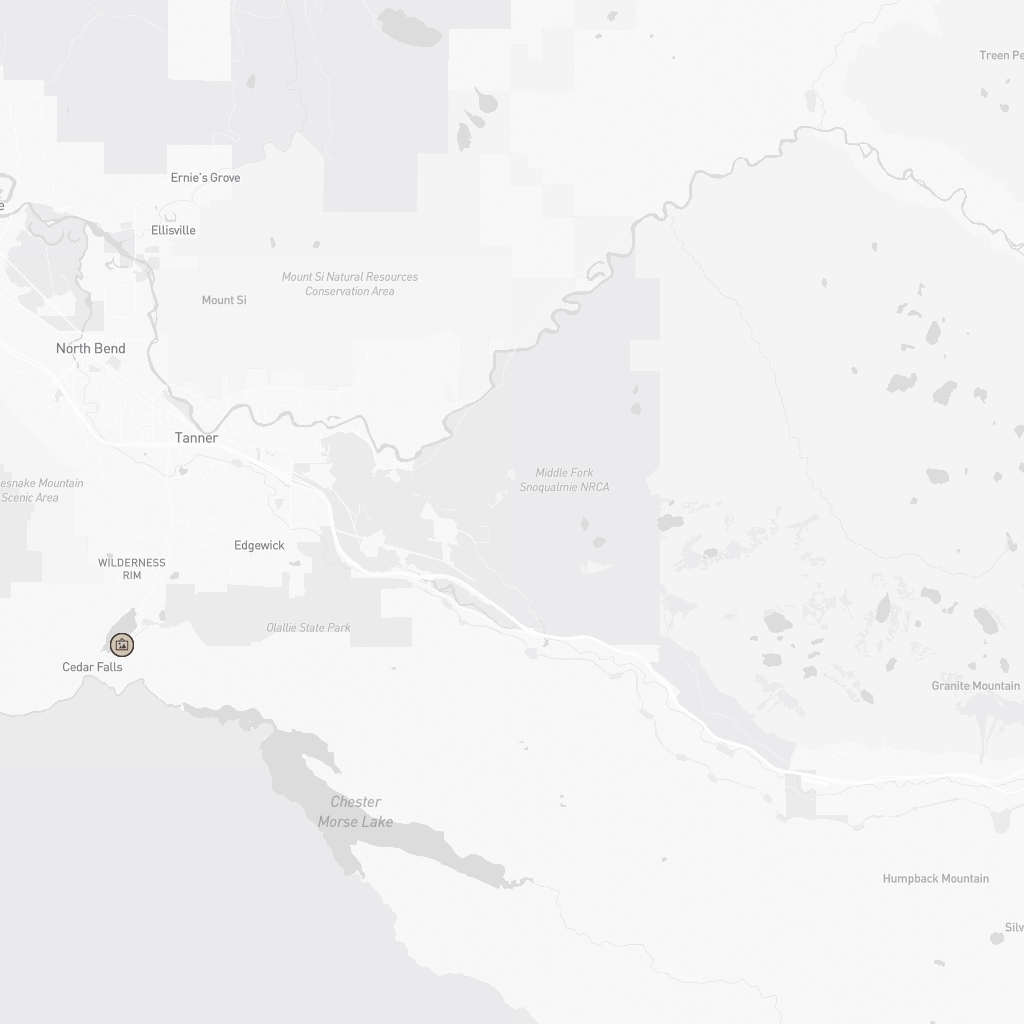 Treen Pe
Ernie's Grove
e
Ellisville
Mount Si Natural Resources
Conservation Area
Mount Si
North Bend
Tanner
esnake Mountain
Scenic Area
Middle Fork
Snoqualmie NRCA
Edgewick
WILDERNESS
RIM
Olallie State Park
Cedar Falls
Granite Mountain
Chester
Morse Lake
Humpback Mountain
Silv